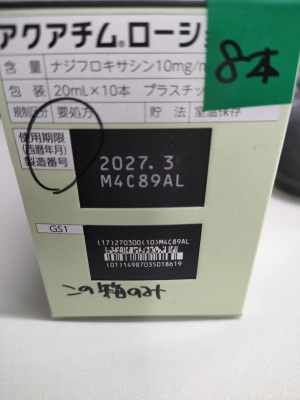 アクアチム®ローショ
8本
含 量 ナジフロキサシン10mg/m
包 装 20mL×10本 プラスチッ
規制区分 要処方 貯 法 室温保存
使用期限
(西暦年月)
製造番号
2027. 3
M4C89AL
GS1
(17)270300(10)M4C89AL
(01)14987035018619
この箱のみ